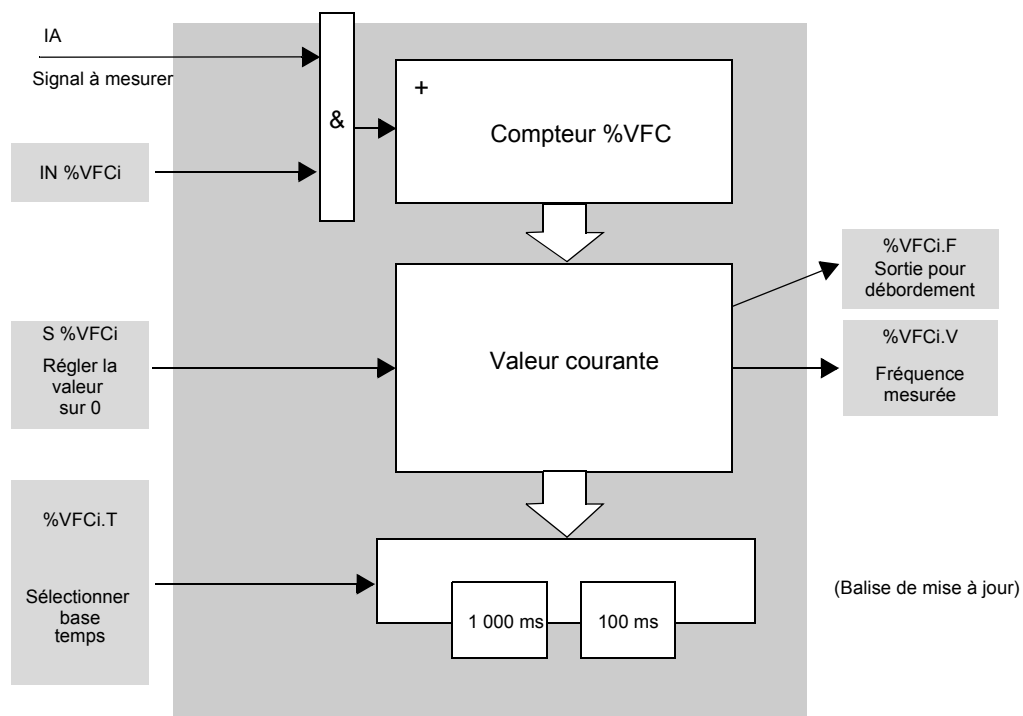 IA
Signal à mesurer
&
+
Compteur %VFC
IN %VFCi
%VFCi.F
Sortie pour
débordement
S %VFCi
Régler la
valeur
sur 0
Valeur courante
%VFCi.V
Fréquence
mesurée
%VFCi.T
Sélectionner
base
temps
1 000 ms
100 ms
(Balise de mise à jour)